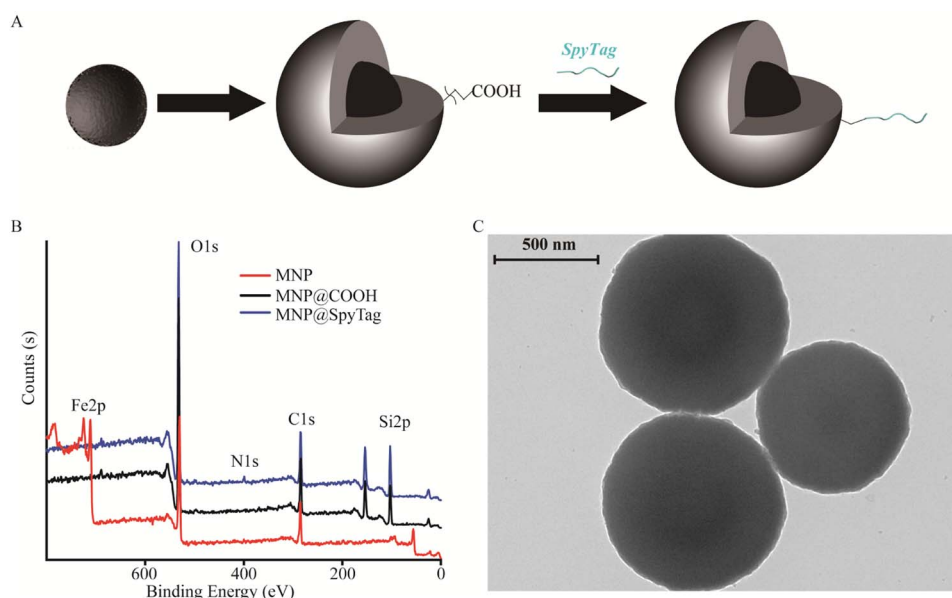 A
SpyTag
COOH
B
O1s
MNP
MNP@COOH
MNP@SpyTag
Fe2p
C1s
Si2p
N1s
Counts (s)
600
400
200
0
Binding Energy (eV)
C
500 nm